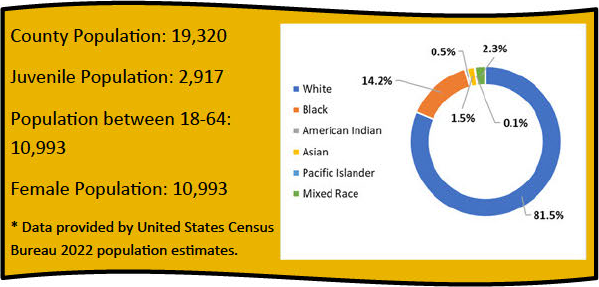 County Population: 19,320
Juvenile Population: 2,917
Population between 18-64:
10,993
Female Population: 10,993
* Data provided by United States Census
Bureau 2022 population estimates.
White
Black
American Indian
Asian
Pacific Islander
Mixed Race
0.5%
2.3%
14.2%
1.5%
0.1%
81.5%